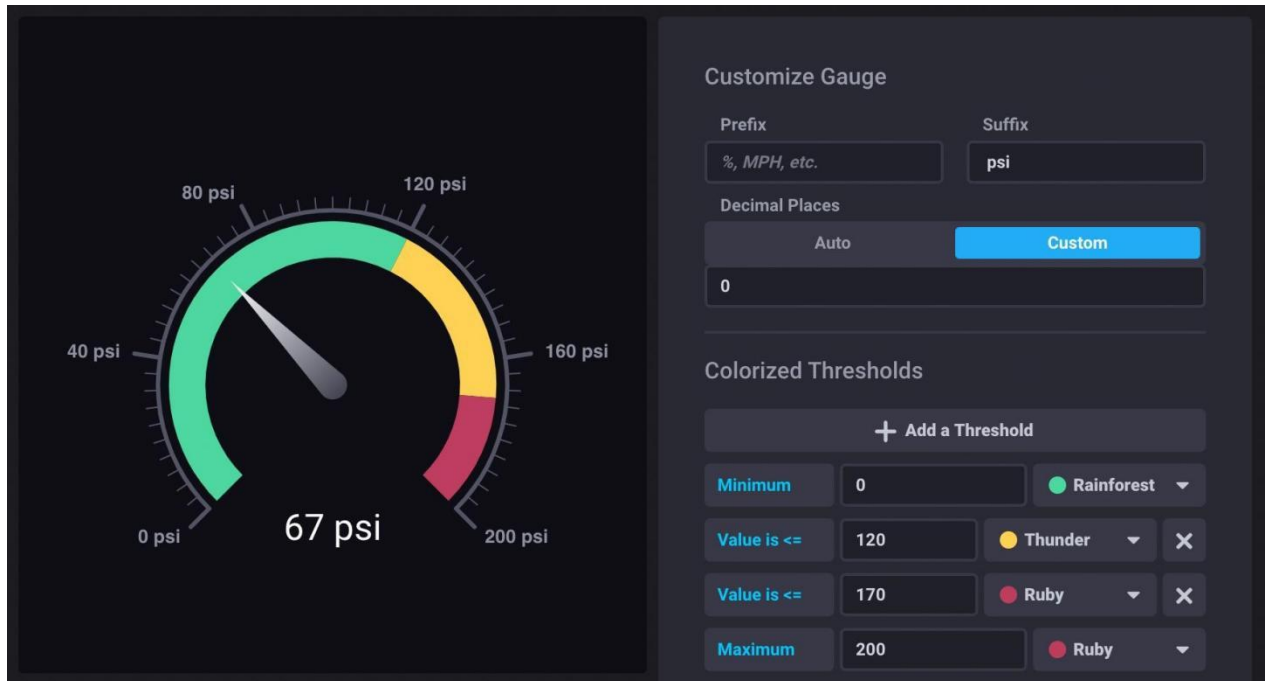 80 psi
120 psi
40 psi
160 psi
0 psi
67 psi
200 psi
Customize Gauge
Prefix
Suffix
%, MPH, etc.
psi
Decimal Places
Auto
Custom
0
Colorized Thresholds
+ Add a Threshold
Minimum 0 Rainforest
Value is <= 120 Thunder
Value is <= 170 Ruby
Maximum 200 Ruby